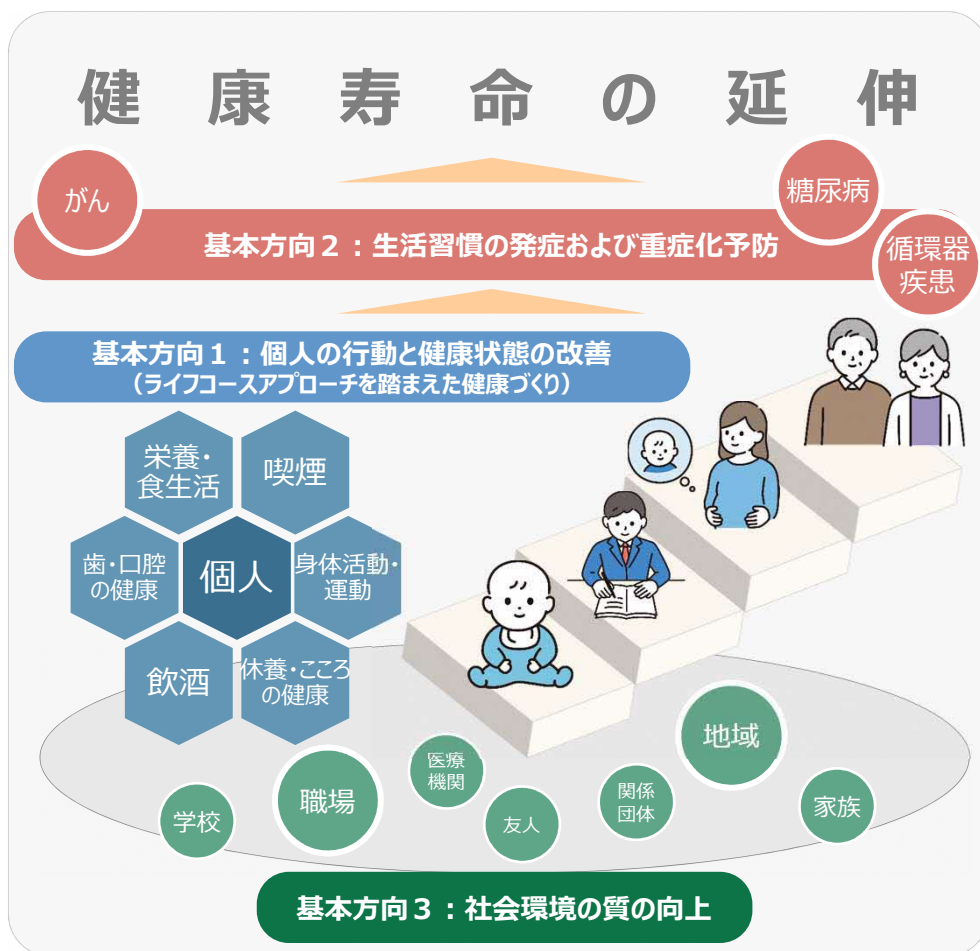 健康寿命の延伸
がん
糖尿病
基本方向２：生活習慣の発症および重症化予防
循環器
疾患
基本方向１：個人の行動と健康状態の改善
（ライフコースアプローチを踏まえた健康づくり）
栄養・
食生活
喫煙
歯・口腔
の健康
個人
身体活動・
運動
飲酒
休養・こころ
の健康
学校
職場
医療
機関
友人
関係
団体
地域
家族
基本方向３：社会環境の質の向上